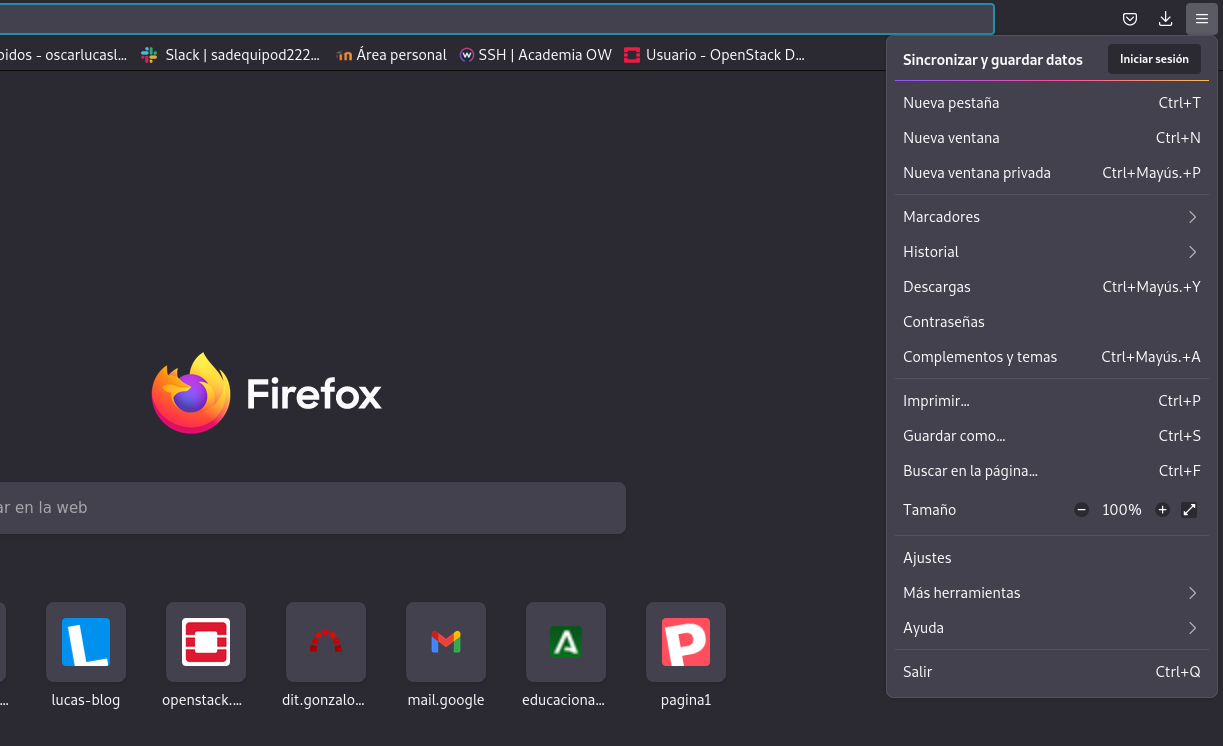 oidos - oscarlucasl... Slack | sadequipod222... Área personal SSH | Academia OW Usuario - OpenStack D...
Sincronizar y guardar datos Iniciar sesión
Nueva pestaña Ctrl+T
Nueva ventana Ctrl+N
Nueva ventana privada Ctrl+Mayús.+P
Marcadores
Historial
Descargas Ctrl+Mayús.+Y
Contraseñas
Complementos y temas Ctrl+Mayús.+A
Imprimir... Ctrl+P
Guardar como... Ctrl+S
Buscar en la página... Ctrl+F
Tamaño − 100% +
Ajustes
Más herramientas
Ayuda
Salir Ctrl+Q
Firefox
ar en la web
... lucas-blog openstack.... dit.gonzalo... mail.google educaciona... pagina1